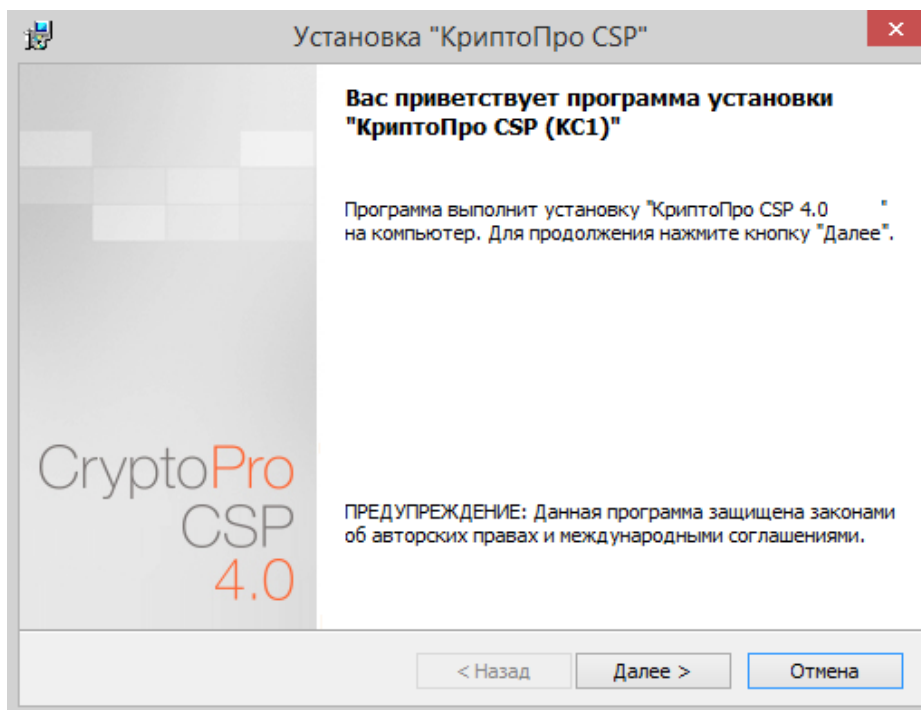 Установка "КриптоПро CSP"
Вас приветствует программа установки
"КриптоПро CSP (KC1)"
Программа выполнит установку "КриптоПро CSP 4.0 "
на компьютер. Для продолжения нажмите кнопку "Далее".
CryptoPro
CSP
4.0
ПРЕДУПРЕЖДЕНИЕ: Данная программа защищена законами
об авторских правах и международными соглашениями.
< Назад
Далее >
Отмена